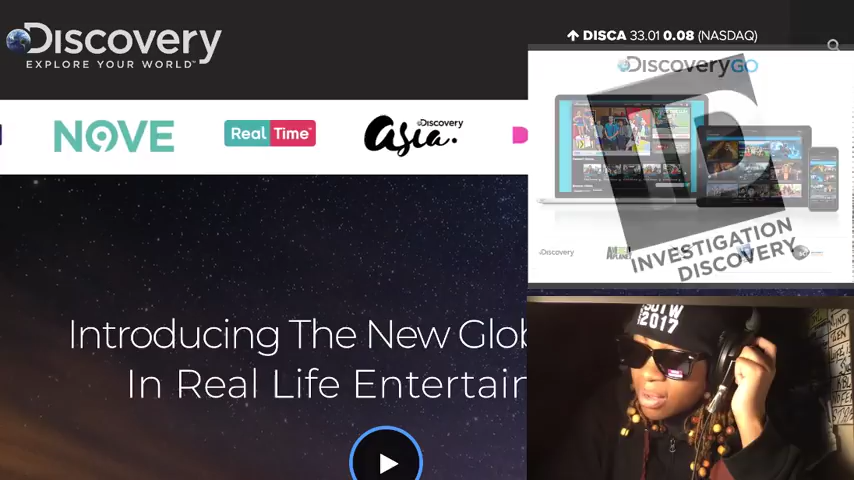 Discovery
EXPLORE YOUR WORLD™
DISCA 33.01 0.08 (NASDAQ)
NOVE
Real Time
Discovery
asia.
DiscoveryGO
INVESTIGATION
DISCOVERY
Discovery
Introducing The New Glob
In Real Life Entertain
2017